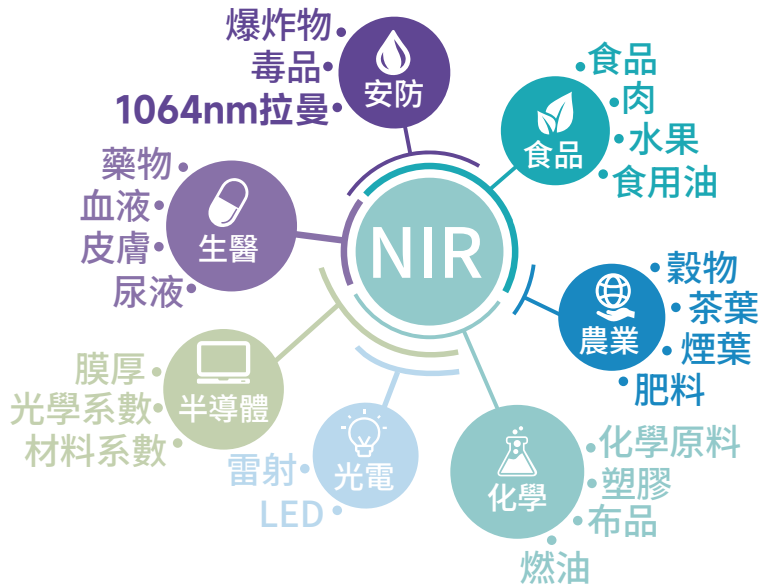 NIR
安防
爆炸物
毒品
1064nm拉曼
食品
食品
肉
水果
食用油
農業
穀物
茶葉
煙葉
肥料
化學
化學原料
塑膠
布品
燃油
光電
雷射
LED
半導體
膜厚
光學系數
材料系數
生醫
藥物
血液
皮膚
尿液